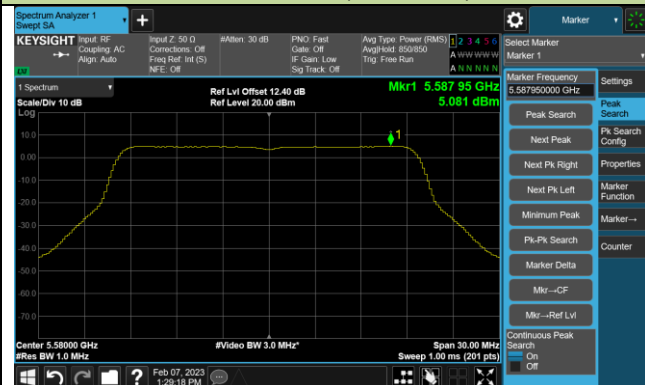 Spectrum Analyzer 1
Swept SA
Marker
KEYSIGHT
Input: RF
Coupling: AC
Align: Auto
Input Z: 50 Ω
Corrections: Off
Freq Ref: Int (S)
NFE: Off
#Atten: 30 dB
PNO: Fast
Gate: Off
IF Gain: Low
Sig Track: Off
Avg Type: Power (RMS)
Avg|Hold: 850/850
Trig: Free Run
1 2 3 4 5 6
A W W W W W
A N N N N N
Select Marker
Marker 1
1 Spectrum
Scale/Div 10 dB
Log
Ref Lvl Offset 12.40 dB
Ref Level 20.00 dBm
Mkr1 5.587 95 GHz
5.081 dBm
1
10.0
0.00
-10.0
-20.0
-30.0
-40.0
-50.0
-60.0
-70.0
Center 5.58000 GHz
#Res BW 1.0 MHz
#Video BW 3.0 MHz*
Span 30.00 MHz
Sweep 1.00 ms (201 pts)
Marker Frequency
5.587950000 GHz
Peak Search
Next Peak
Next Pk Right
Next Pk Left
Minimum Peak
Pk-Pk Search
Marker Delta
Mkr→CF
Mkr→Ref Lvl
Continuous Peak
Search
On
Off
Settings
Peak
Search
Pk Search
Config
Properties
Marker
Function
Marker→
Counter
?
Feb 07, 2023
1:29:18 PM